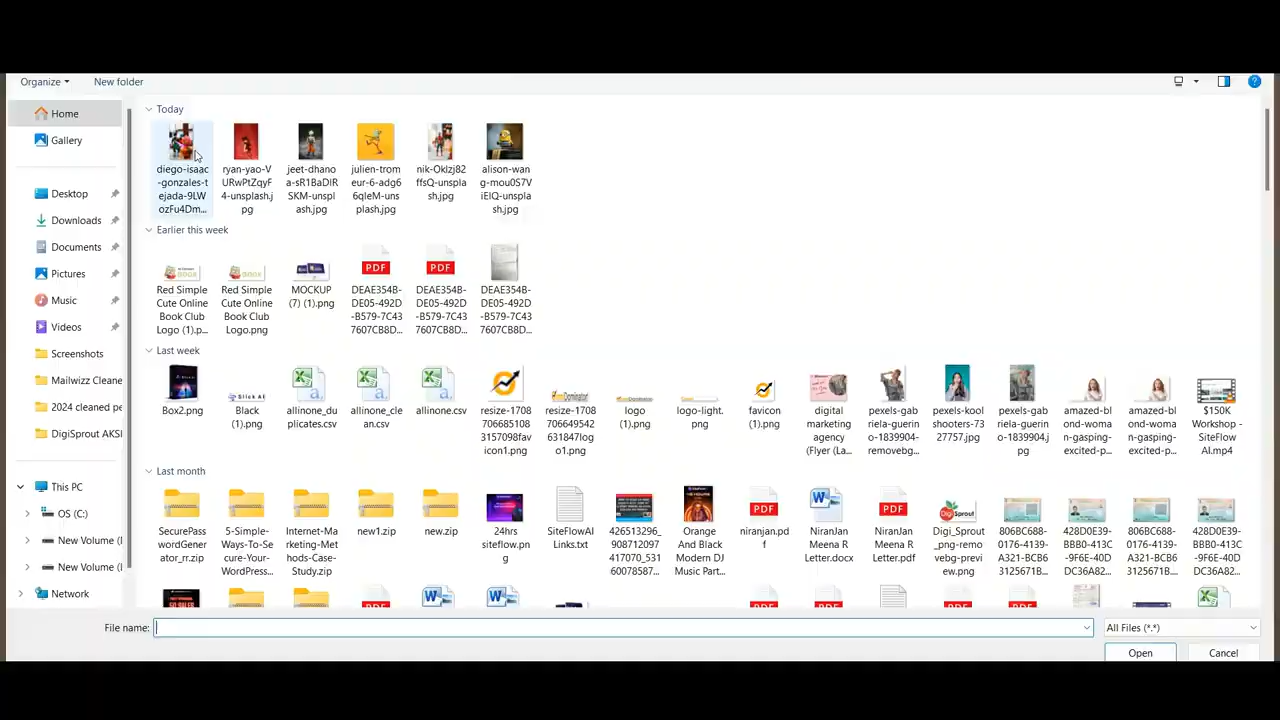 Organize
New folder
Home
Gallery
Desktop
Downloads
Documents
Pictures
Music
Videos
Screenshots
Mailwizz Cleane
2024 cleaned pe
DigiSprout AKSI
This PC
OS (C:)
New Volume (
New Volume (
Network
Today
diego-isaac
-gonzales-t
ejada-9LW
ozFu4Dm...
ryan-yao-V
URwPtZqyF
4-unsplash.j
pg
jeet-dhano
a-sR1BaDlR
SKM-unspl
ash.jpg
julien-trom
eur-6-adg6
6qleM-uns
plash.jpg
nik-Oklzj82
ffsQ-unspla
sh.jpg
alison-wan
g-mou0S7V
iElQ-unspla
sh.jpg
Earlier this week
Red Simple
Cute Online
Book Club
Logo (1).p...
Red Simple
Cute Online
Book Club
Logo.png
MOCKUP
(7) (1).png
PDF
DEAE354B-
DE05-492D
-B579-7C43
7607CB8D...
PDF
DEAE354B-
DE05-492D
-B579-7C43
7607CB8D...
DEAE354B-
DE05-492D
-B579-7C43
7607CB8D...
Last week
Box2.png
Black
(1).png
allinone_du
plicates.csv
allinone_cle
an.csv
allinone.csv
resize-1708
706685108
3157098fav
icon1.png
resize-1708
706649542
631847logo
o1.png
logo
(1).png
logo-light.
png
favicon
(1).png
digital
marketing
agency
(Flyer (La...
pexels-gab
riela-guerin
o-1839904-
removebg...
pexels-kool
shooters-73
27757.jpg
pexels-gab
riela-guerin
o-1839904.j
pg
amazed-bl
ond-woma
n-gasping-
excited-p...
amazed-bl
ond-woma
n-gasping-
excited-p...
$150K
Workshop -
SiteFlow
AI.mp4
Last month
SecurePass
wordGener
ator_rr.zip
5-Simple-
Ways-To-Se
cure-Your-
WordPress...
Internet-Ma
rketing-Met
hods-Case-
Study.zip
new1.zip
new.zip
24hrs
siteflow.pn
g
SiteFlowAI
Links.txt
426513296_
908712097
417070_531
60078587...
Orange
And Black
Modern DJ
Music Part...
PDF
niranjan.pd
f
NiranJan
Meena R
Letter.docx
PDF
NiranJan
Meena R
Letter.pdf
Digi_Sprout
_png-remo
vebg-previ
ew.png
806BC688-
0176-4139-
A321-BCB6
3125671B...
428D0E39-
BBB0-413C
-9F6E-40D
DC36A82...
806BC688-
0176-4139-
A321-BCB6
3125671B...
428D0E39-
BBB0-413C
-9F6E-40D
DC36A82...
File name:
All Files (*.*)
Open
Cancel